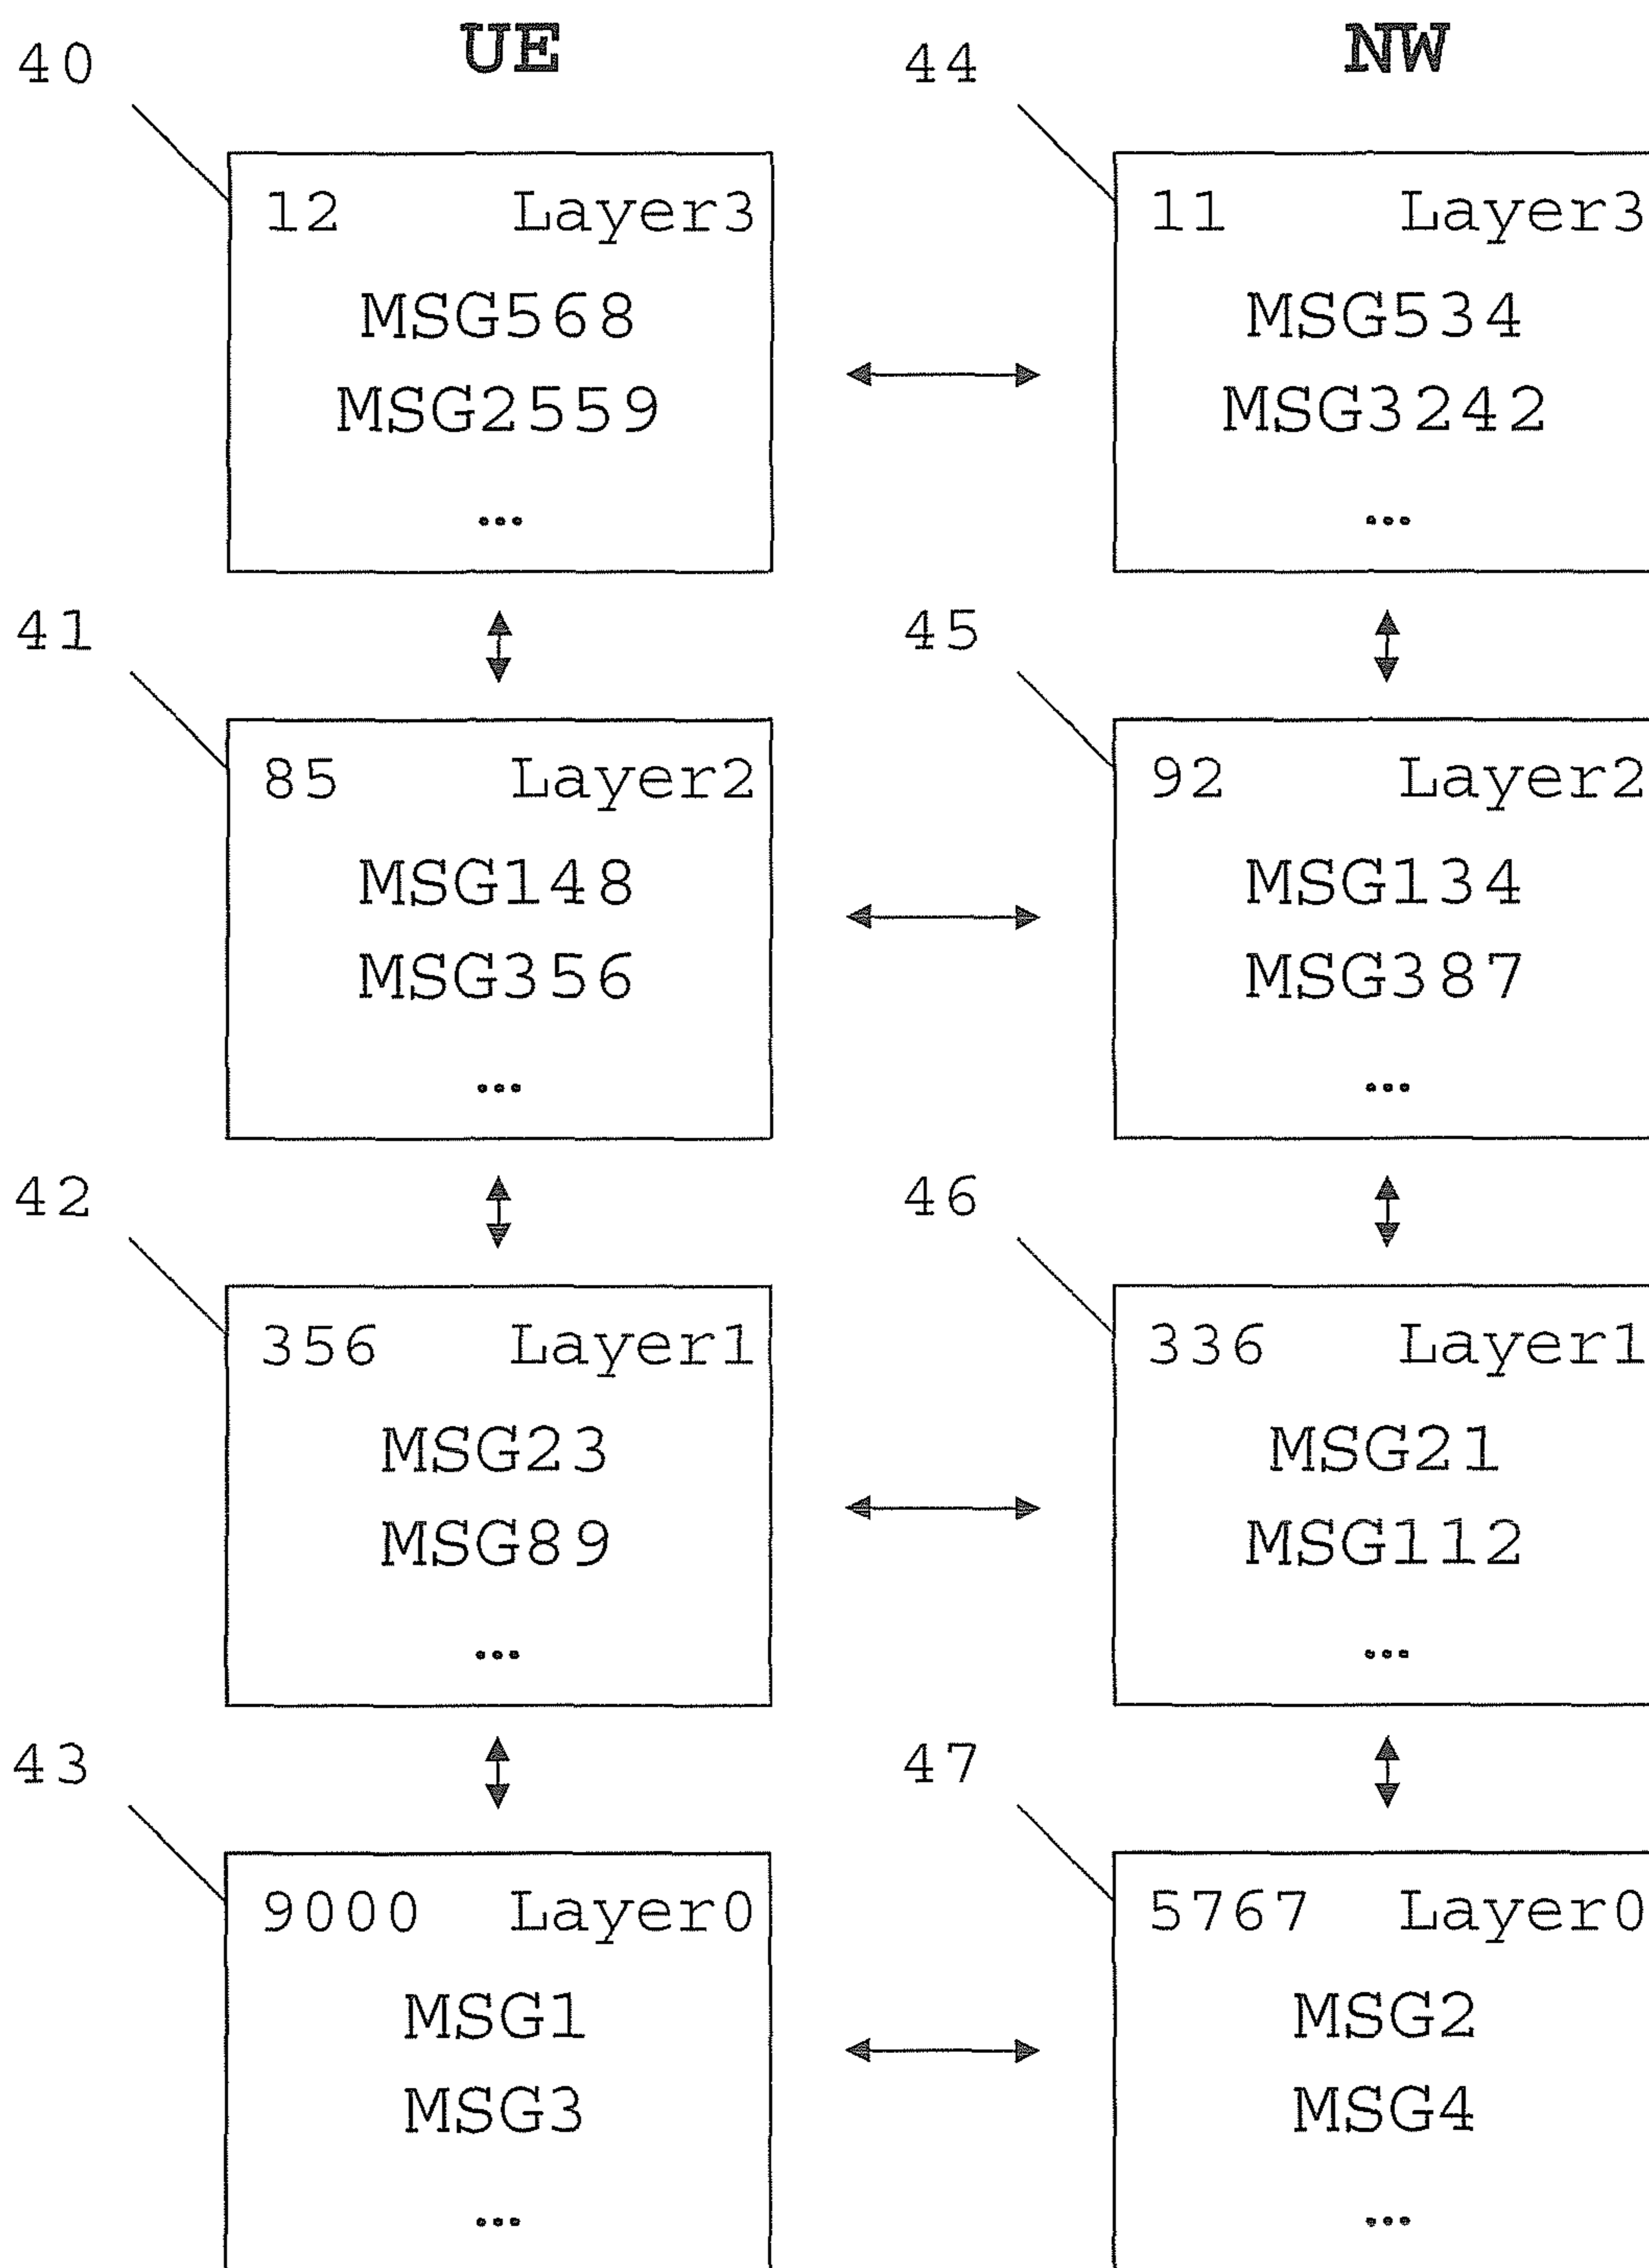 UE NW
40 44
12 Layer3 11 Layer3
MSG568 MSG534
MSG2559 MSG3242
... ...
41 45
85 Layer2 92 Layer2
MSG148 MSG134
MSG356 MSG387
... ...
42 46
356 Layer1 336 Layer1
MSG23 MSG21
MSG89 MSG112
... ...
43 47
9000 Layer0 5767 Layer0
MSG1 MSG2
MSG3 MSG4
... ...